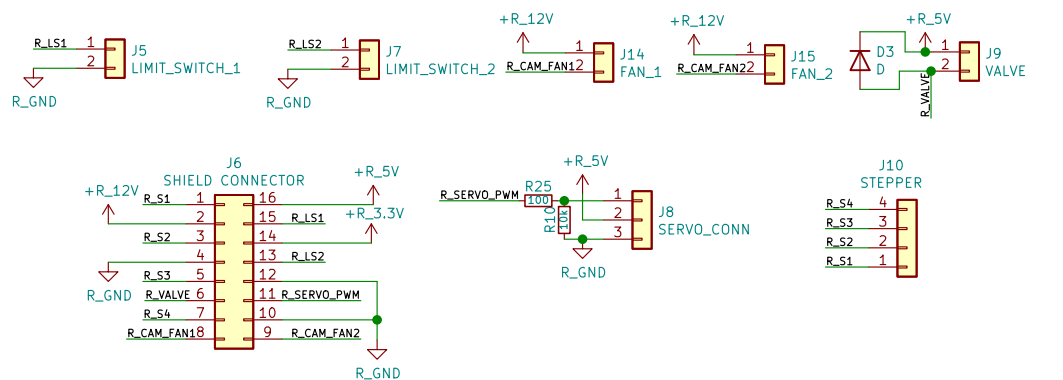 R_LS1
1
2
R_GND
J5
LIMIT_SWITCH_1
R_LS2
1
2
R_GND
J7
LIMIT_SWITCH_2
+R_12V
R_CAM_FAN1
1
2
J14
FAN_1
+R_12V
R_CAM_FAN2
1
2
J15
FAN_2
D3
D
+R_5V
1
2
R_VALVE
J9
VALVE
J6
SHIELD CONNECTOR
+R_12V
R_S1
1
2
R_S2
3
4
R_GND
R_S3
5
R_VALVE
6
R_S4
7
R_CAM_FAN1
8
16
+R_5V
15
R_LS1
14
+R_3.3V
13
R_LS2
12
11
R_SERVO_PWM
10
9
R_CAM_FAN2
R_GND
R_SERVO_PWM
R25
100
R10
10k
+R_5V
1
2
3
R_GND
J8
SERVO_CONN
J10
STEPPER
R_S4
4
R_S3
3
R_S2
2
R_S1
1